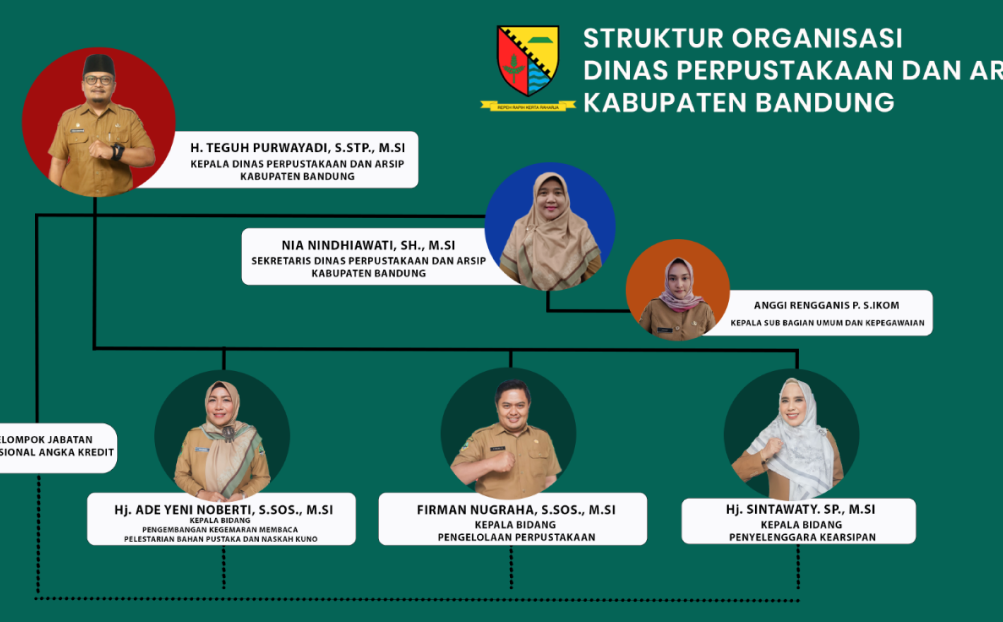 STRUKTUR ORGANISASI
DINAS PERPUSTAKAAN DAN AR
KABUPATEN BANDUNG
REPEH RAPIH KERTA RAHARJA
H. TEGUH PURWAYADI, S.STP., M.SI
KEPALA DINAS PERPUSTAKAAN DAN ARSIP
KABUPATEN BANDUNG
NIA NINDHIAWATI, SH., M.SI
SEKRETARIS DINAS PERPUSTAKAAN DAN ARSIP
KABUPATEN BANDUNG
ANGGI RENGGANIS P. S.IKOM
KEPALA SUB BAGIAN UMUM DAN KEPEGAWAIAN
ELOMPOK JABATAN
SIONAL ANGKA KREDIT
Hj. ADE YENI NOBERTI, S.SOS., M.SI
KEPALA BIDANG
PENGEMBANGAN KEGEMARAN MEMBACA
PELESTARIAN BAHAN PUSTAKA DAN NASKAH KUNO
FIRMAN NUGRAHA, S.SOS., M.SI
KEPALA BIDANG
PENGELOLAAN PERPUSTAKAAN
Hj. SINTAWATY. SP., M.SI
KEPALA BIDANG
PENYELENGGARA KEARSIPAN